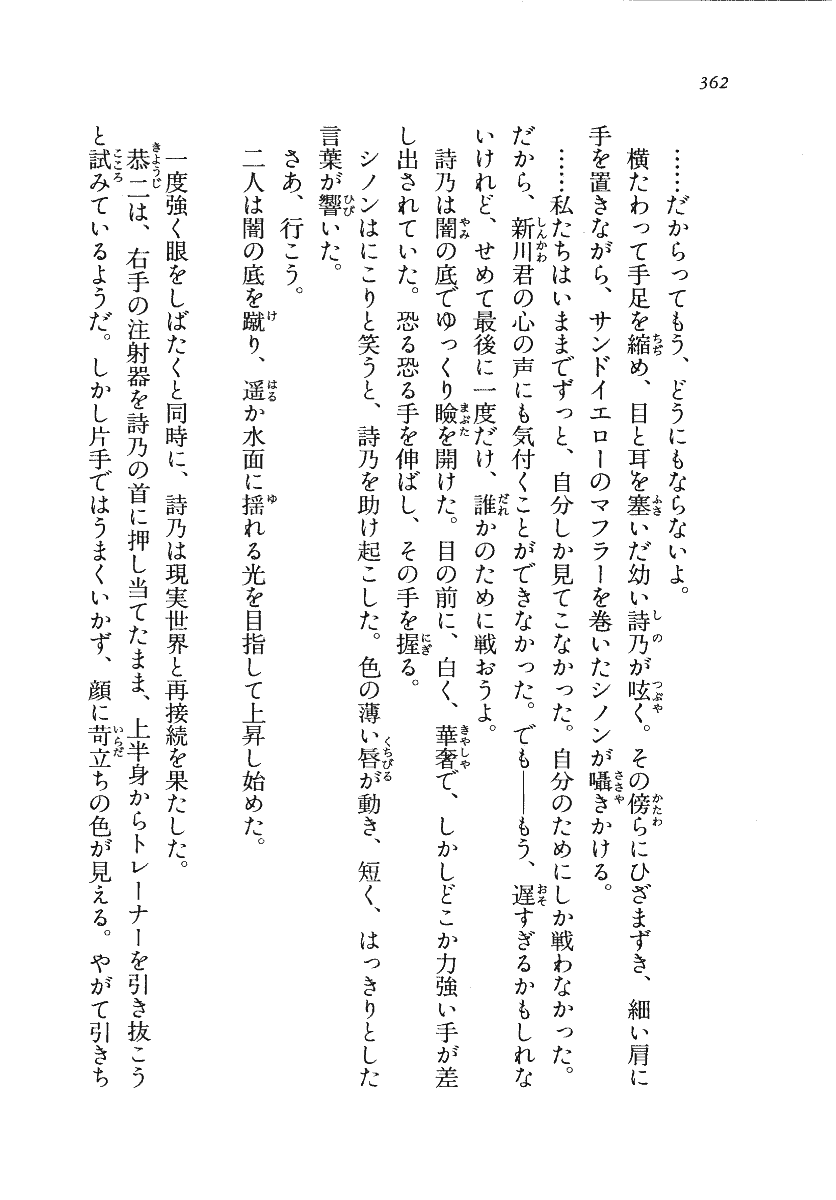 362
……だからってもう、どうにもならないよ。
横たわって手足を縮め、目と耳を塞いだ幼い詩乃が呟く。その傍らにひざまずき、細い肩に
手を置きながら、サンドイエローのマフラーを巻いたシノンが囁きかける。
……私たちはいままでずっと、自分しか見てこなかった。自分のためにしか戦わなかった。
だから、新川君の心の声にも気付くことができなかった。でも――もう、遅すぎるかもしれな
いけれど、せめて最後に一度だけ、誰かのために戦おうよ。
詩乃は闇の底でゆっくり瞼を開けた。目の前に、白く、華奢で、しかしどこか力強い手が差
し出されていた。恐る恐る手を伸ばし、その手を握る。
シノンはにこりと笑うと、詩乃を助け起こした。色の薄い唇が動き、短く、はっきりとした
言葉が響いた。
さあ、行こう。
二人は闇の底を蹴り、遥か水面に揺れる光を目指して上昇し始めた。
一度強く眼をしばたくと同時に、詩乃は現実世界と再接続を果たした。
恭二は、右手の注射器を詩乃の首に押し当てたまま、上半身からトレーナーを引き抜こう
と試みているようだ。しかし片手ではうまくいかず、顔に苛立ちの色が見える。やがて引きち